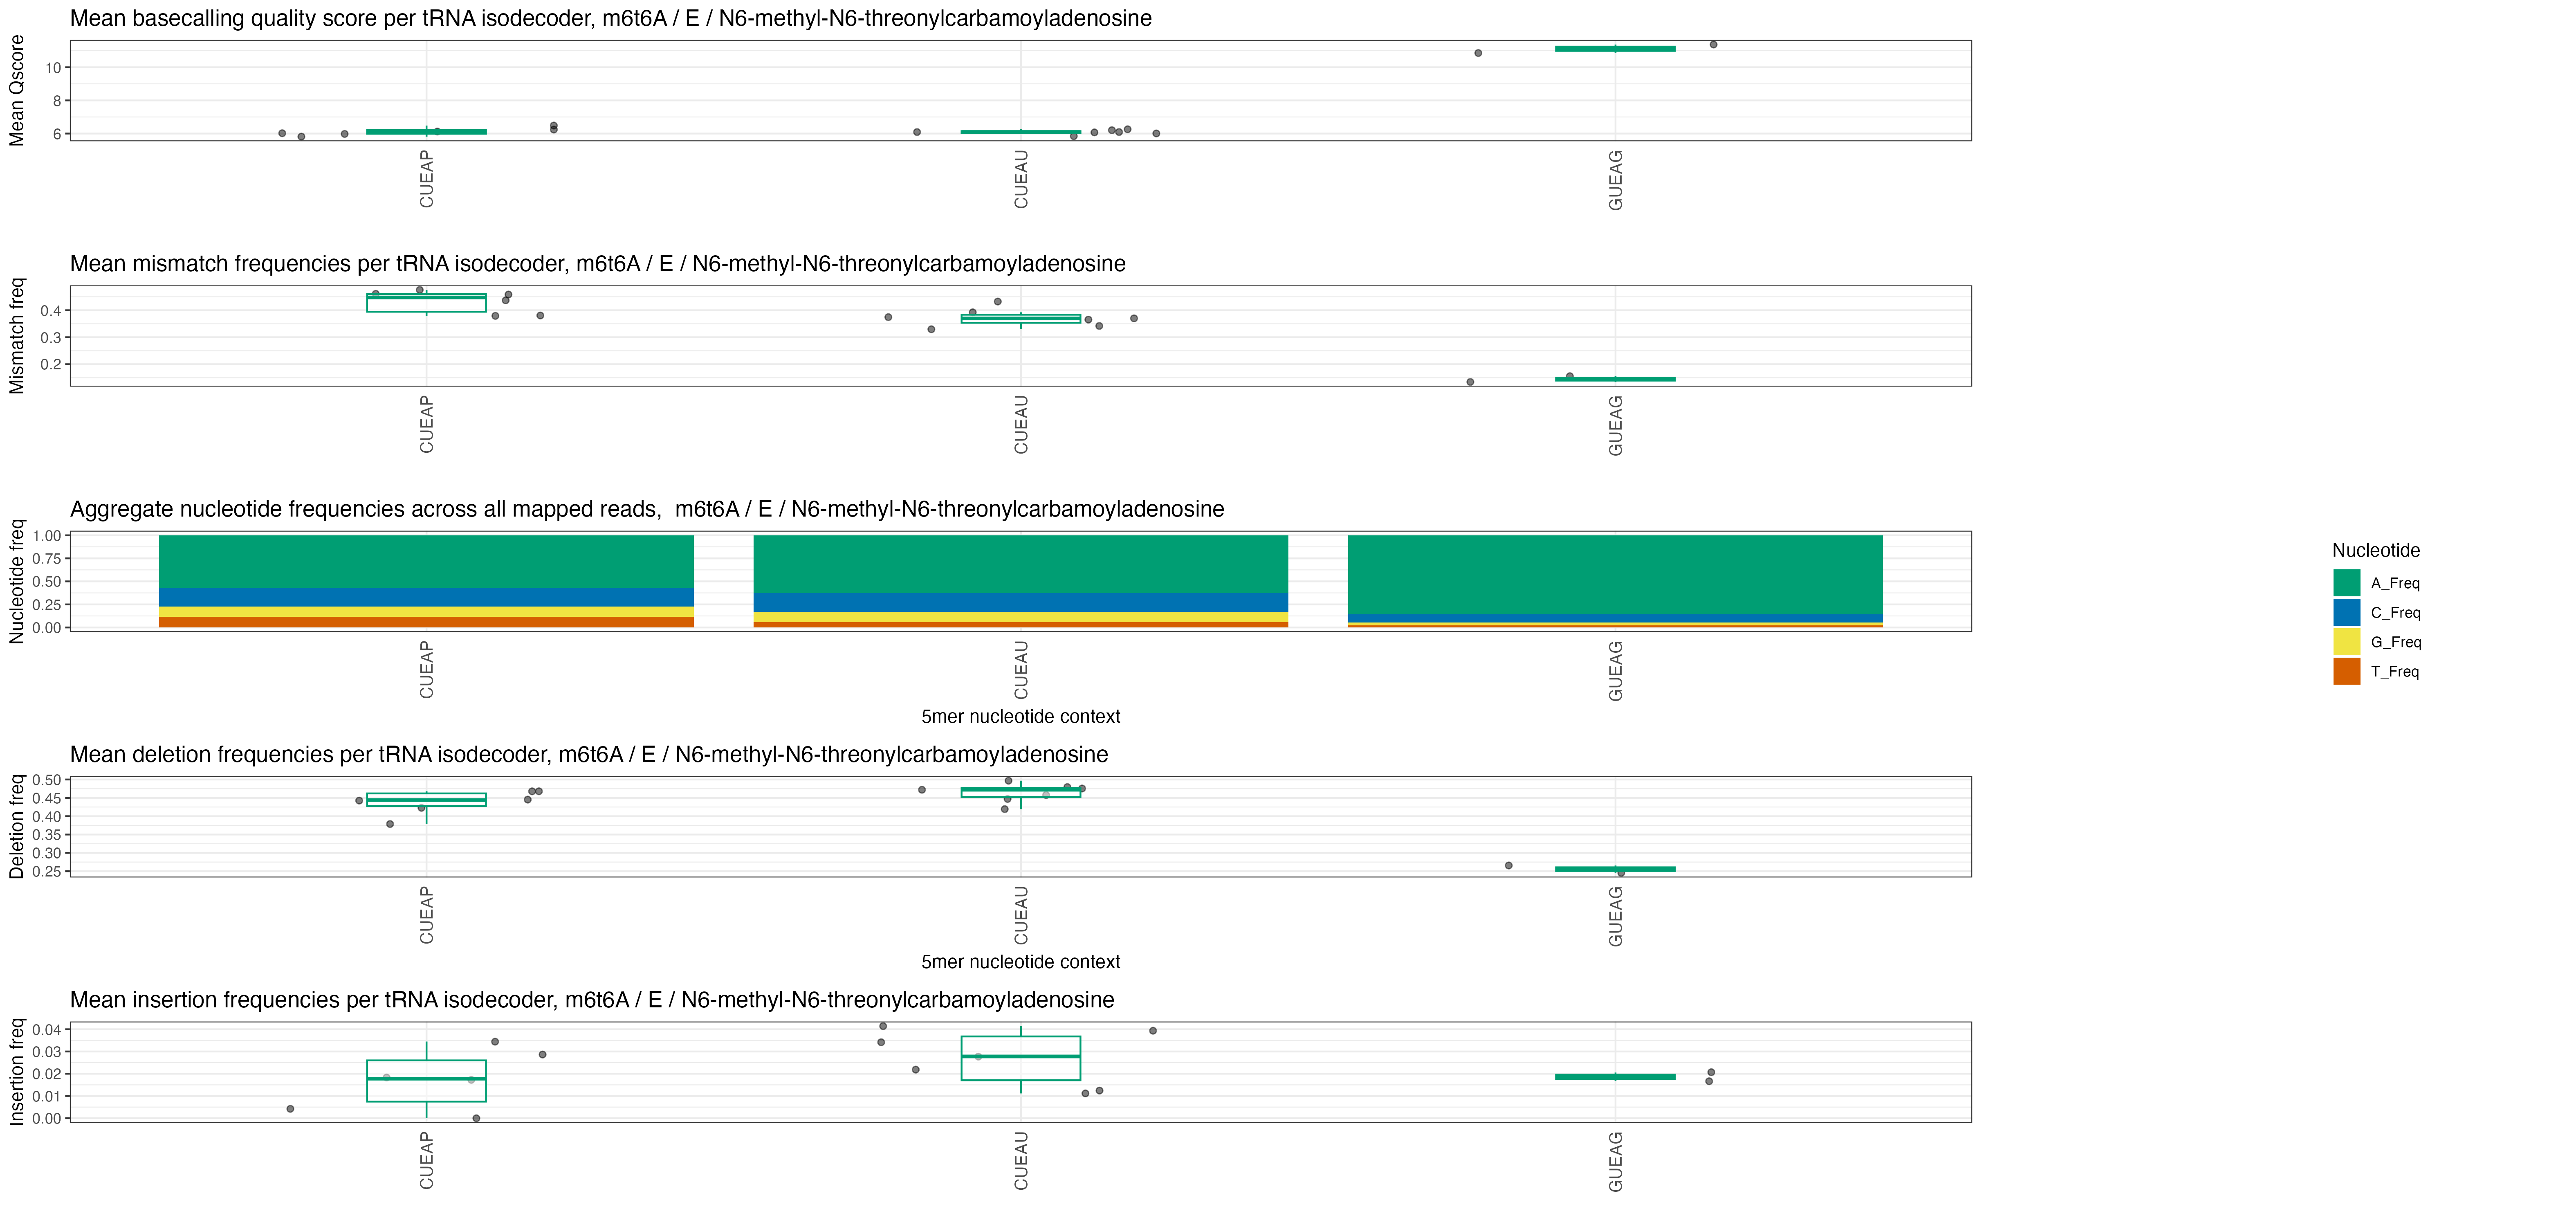 Mean basecalling quality score per tRNA isodecoder, m6t6A / E / N6-methyl-N6-threonylcarbamoyladenosine
Mean Qscore
10
8
6
CUEAP
CUEAU
GUEAG
Mean mismatch frequencies per tRNA isodecoder, m6t6A / E / N6-methyl-N6-threonylcarbamoyladenosine
Mismatch freq
0.4
0.3
0.2
CUEAP
CUEAU
GUEAG
Aggregate nucleotide frequencies across all mapped reads,  m6t6A / E / N6-methyl-N6-threonylcarbamoyladenosine
Nucleotide freq
1.00
0.75
0.50
0.25
0.00
CUEAP
CUEAU
GUEAG
5mer nucleotide context
Nucleotide
A_Freq
C_Freq
G_Freq
T_Freq
Mean deletion frequencies per tRNA isodecoder, m6t6A / E / N6-methyl-N6-threonylcarbamoyladenosine
Deletion freq
0.50
0.45
0.40
0.35
0.30
0.25
CUEAP
CUEAU
GUEAG
5mer nucleotide context
Mean insertion frequencies per tRNA isodecoder, m6t6A / E / N6-methyl-N6-threonylcarbamoyladenosine
Insertion freq
0.04
0.03
0.02
0.01
0.00
CUEAP
CUEAU
GUEAG